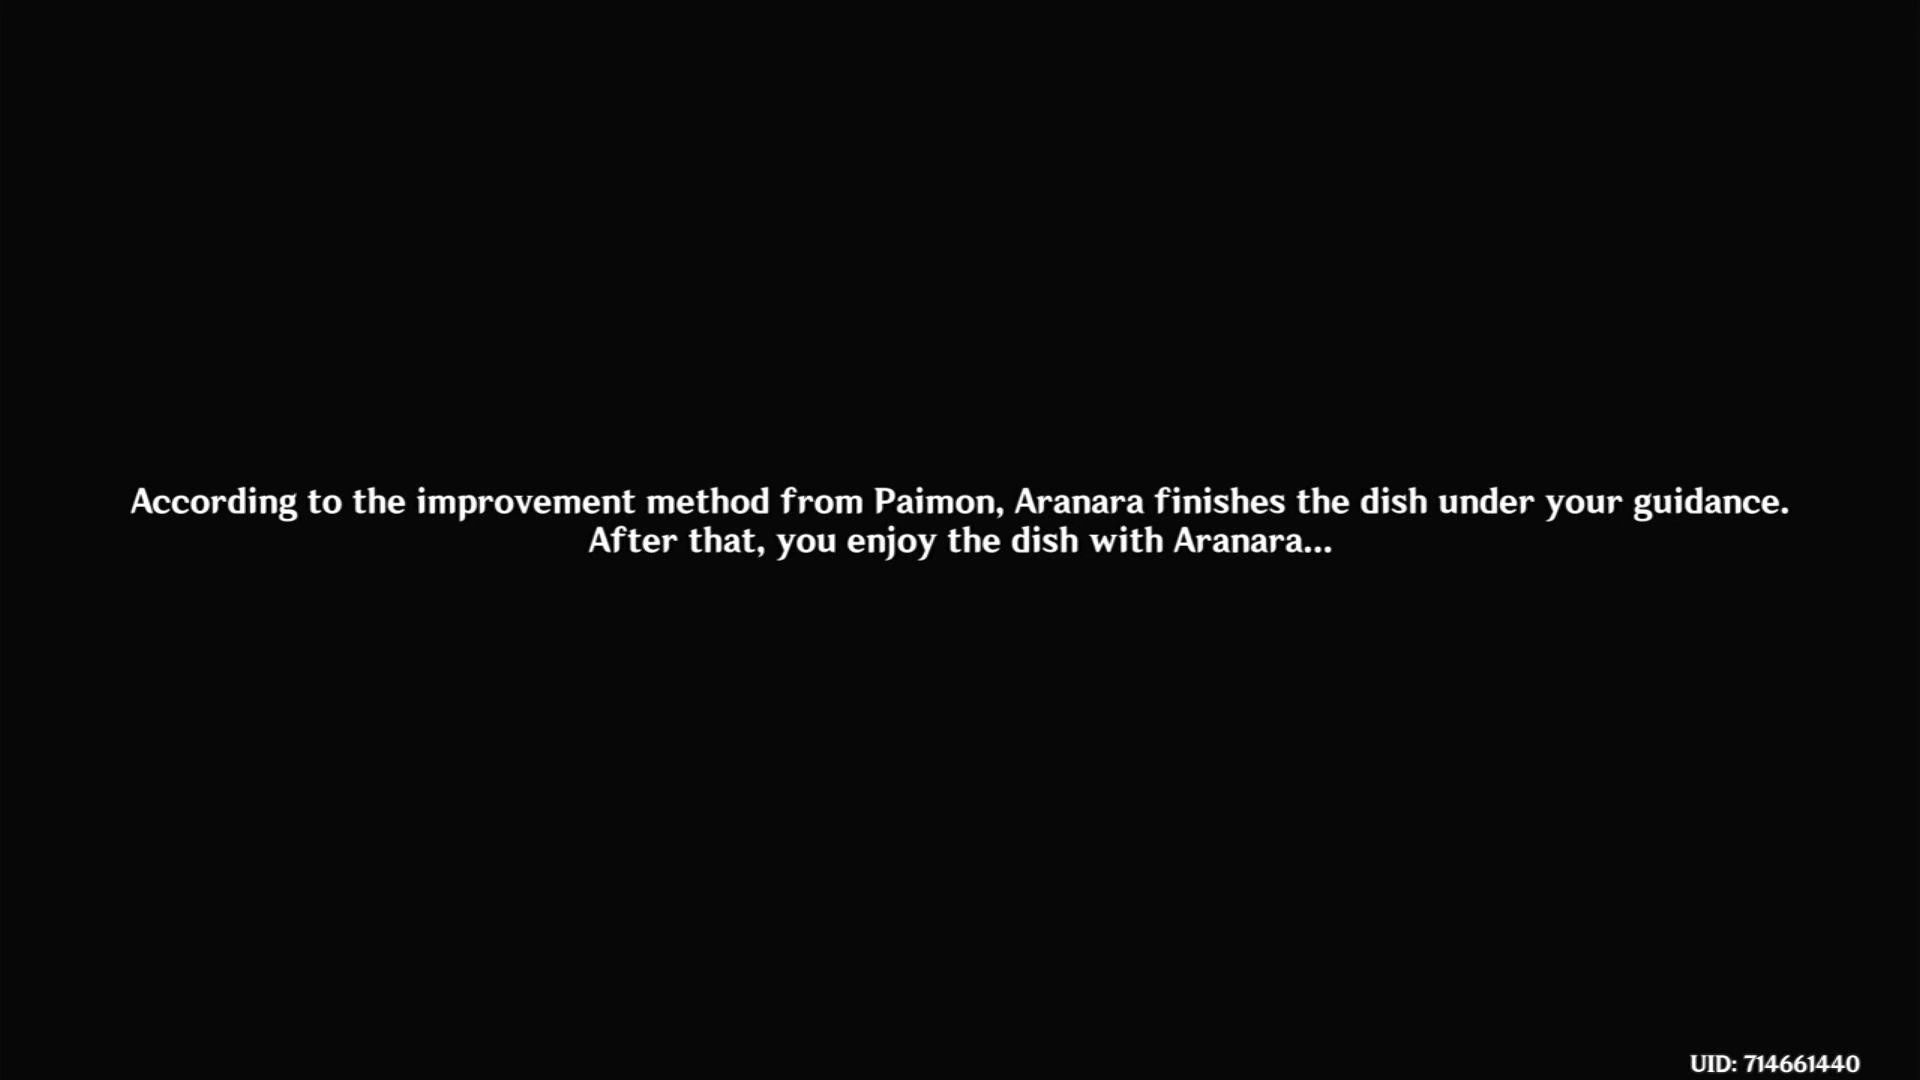 According to the improvement method from Paimon, Aranara finishes the dish under your guidance.
After that, you enjoy the dish with Aranara...
UID: 714661440